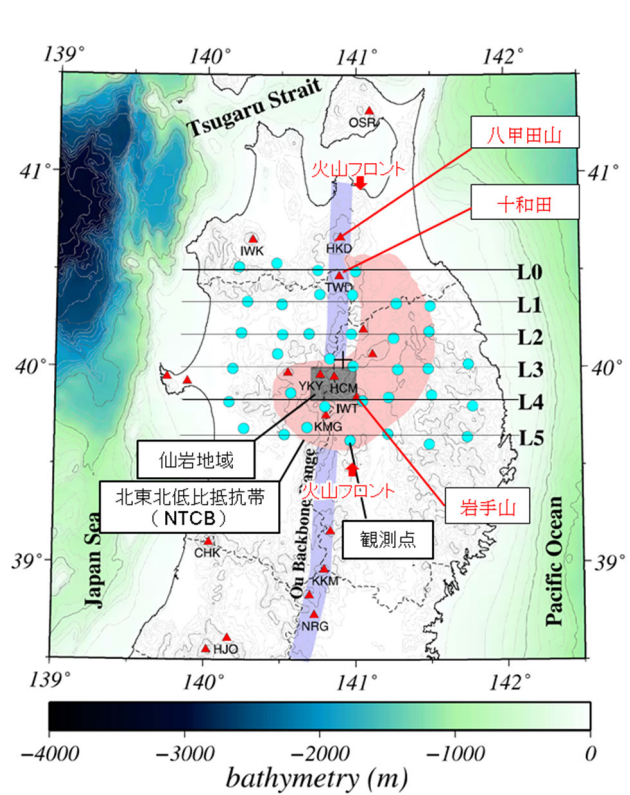 139° 140° 141° 142°
Tsugaru Strait
OSR
八甲田山
41° 41°
火山フロント
十和田
IWK
HKD
TWD
L0
L1
L2
40° 40°
L3
YKY HCM
IWT
L4
KMG
L5
仙岩地域
北東北低比抵抗帯
（NTCB）
火山フロント
岩手山
観測点
Ou Backbone Range
Japan Sea
Pacific Ocean
CHK
39° 39°
KKM
NRG
HJO
139° 140° 141° 142°
−4000 −3000 −2000 −1000 0
bathymetry (m)